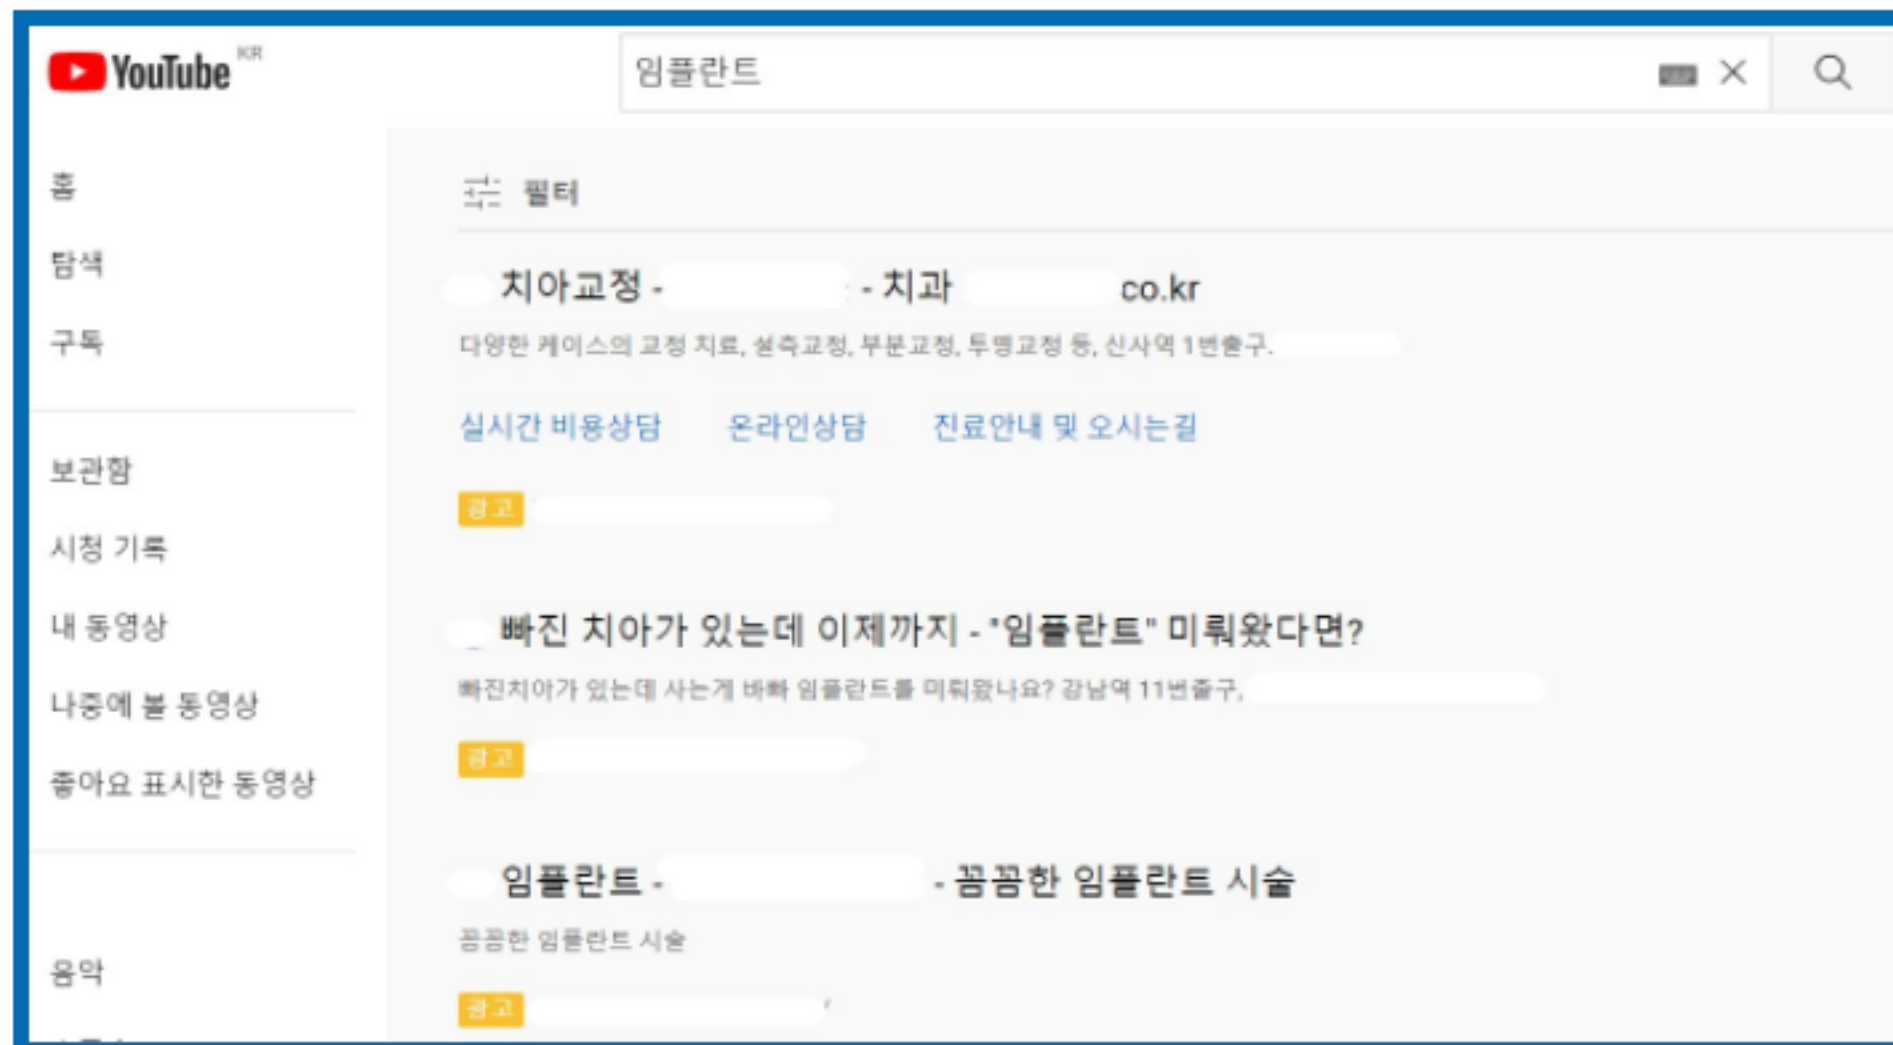 YouTube KR
임플란트
홈
탐색
구독
보관함
시청 기록
내 동영상
나중에 볼 동영상
좋아요 표시한 동영상
음악
필터
치아교정 - - 치과 co.kr
다양한 케이스의 교정 치료, 설측교정, 부분교정, 투명교정 등, 신사역 1번출구.
실시간 비용상담 온라인상담 진료안내 및 오시는길
광고
빠진 치아가 있는데 이제까지 - "임플란트" 미뤄왔다면?
빠진치아가 있는데 사는게 바빠 임플란트를 미뤄왔나요? 강남역 11번출구,
광고
임플란트 - - 꼼꼼한 임플란트 시술
꼼꼼한 임플란트 시술
광고